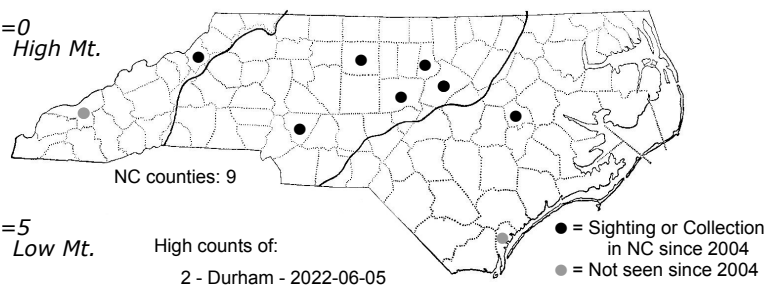 =0
High Mt.
NC counties: 9
=5
Low Mt.
High counts of:
2 - Durham - 2022-06-05
= Sighting or Collection
in NC since 2004
= Not seen since 2004